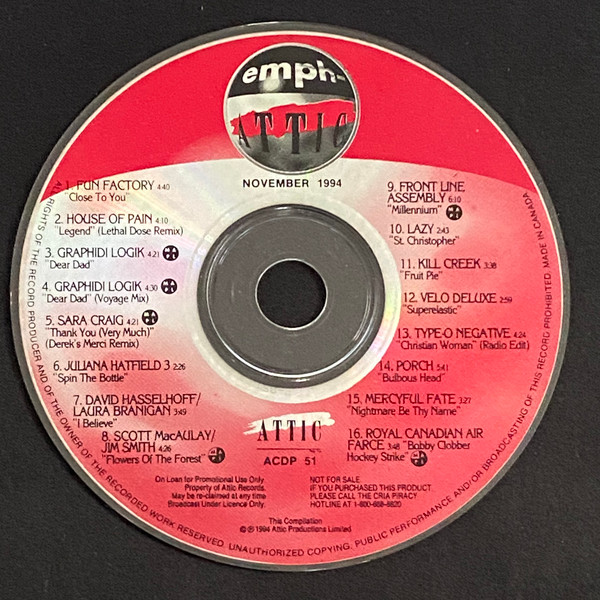 emph-
ATTIC
NOVEMBER 1994
1. FUN FACTORY 4:40
"Close To You"
2. HOUSE OF PAIN 4:10
"Legend" (Lethal Dose Remix)
3. GRAPHIDI LOGIK 4:21
"Dear Dad"
4. GRAPHIDI LOGIK 4:30
"Dear Dad" (Voyage Mix)
5. SARA CRAIG 4:21
"Thank You (Very Much)"
(Derek's Merci Remix)
6. JULIANA HATFIELD 3 2:26
"Spin The Bottle"
7. DAVID HASSELHOFF/
LAURA BRANIGAN 3:49
"I Believe"
8. SCOTT MacAULAY/
JIM SMITH 4:26
"Flowers Of The Forest"
9. FRONT LINE
ASSEMBLY 6:10
"Millennium"
10. LAZY 2:43
"St. Christopher"
11. KILL CREEK 3:38
"Fruit Pie"
12. VELO DELUXE 2:59
"Superelastic"
13. TYPE-O NEGATIVE 4:24
"Christian Woman" (Radio Edit)
14. PORCH 5:41
"Bulbous Head"
15. MERCYFUL FATE 3:27
"Nightmare Be Thy Name"
16. ROYAL CANADIAN AIR
FARCE 3:48 "Bobby Clobber
Hockey Strike"
ATTIC
ACDP 51
On Loan for Promotional Use Only.
Property of Attic Records.
May be re-claimed at any time
Broadcast Under Licence Only.
NOT FOR SALE.
IF YOU PURCHASED THIS PRODUCT
PLEASE CALL THE CRIA PIRACY
HOTLINE AT 1-800-668-8820
This Compilation
©℗1994 Attic Productions Limited
ALL RIGHTS OF THE RECORD PRODUCER AND OF THE OWNER OF THE RECORDED WORK RESERVED. UNAUTHORIZED COPYING, PUBLIC PERFORMANCE AND/OR BROADCASTING OF THIS RECORD PROHIBITED. MADE IN CANADA